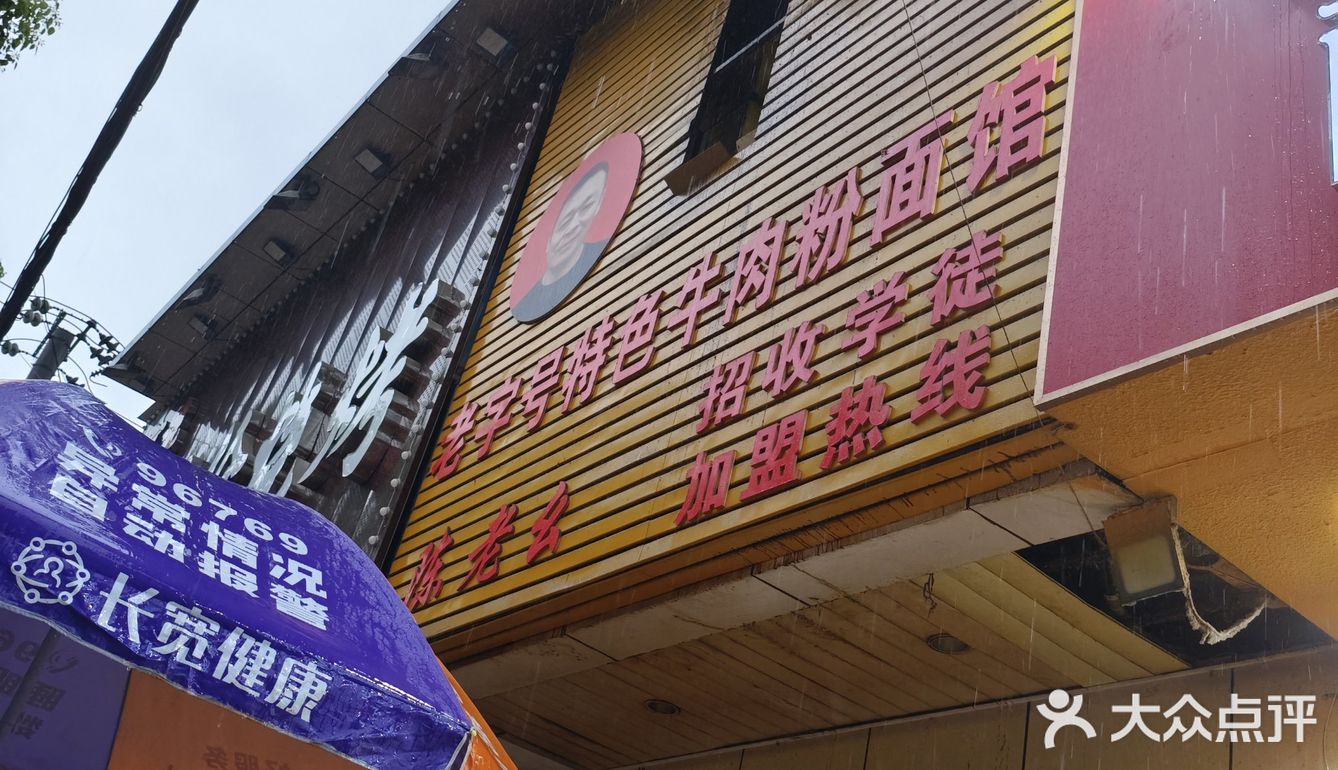 老字号特色牛肉粉面馆
招收学徒
陈老幺 加盟热线
96769
异常情况
自动报警
长宽健康
大众点评